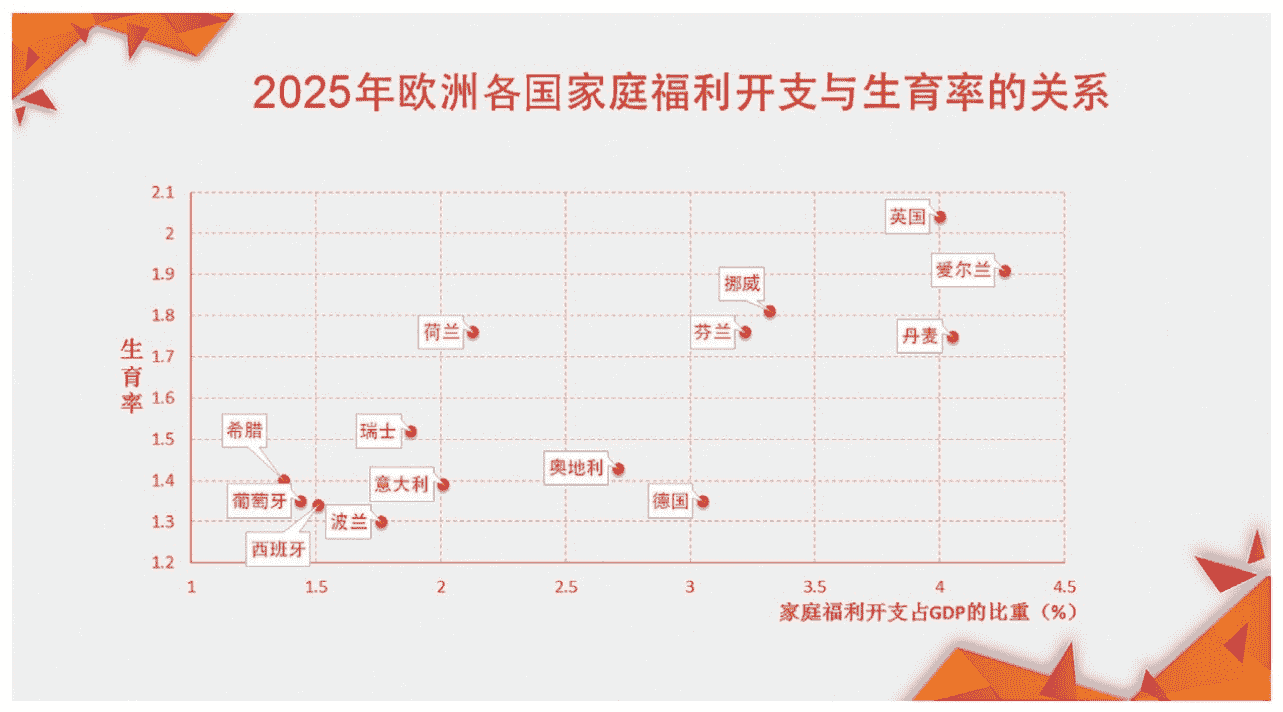 2025年欧洲各国家庭福利开支与生育率的关系
2.1
2
1.9
1.8
1.7
1.6
1.5
1.4
1.3
1.2
生育率
英国
愛尔兰
挪威
荷兰
芬兰
丹麦
希腊
瑞士
奥地利
意大利
葡萄牙
德国
波兰
西班牙
1
1.5
2
2.5
3
3.5
4
4.5
家庭福利开支占GDP的比重（%）